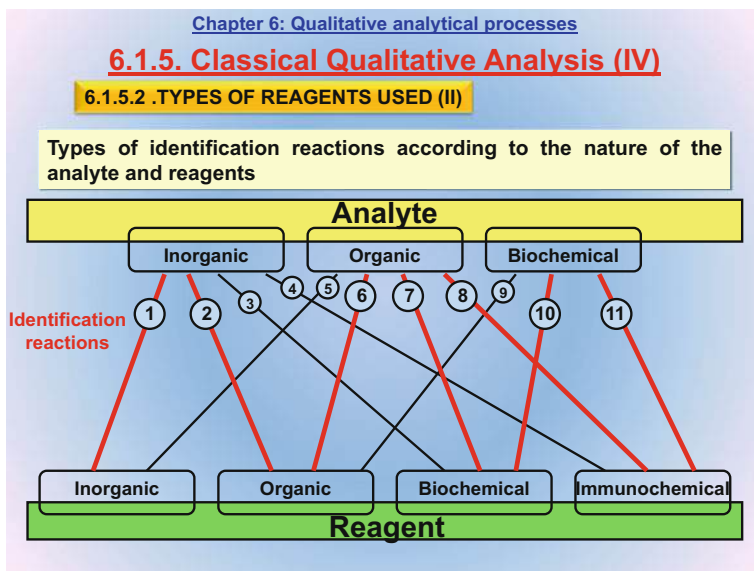 Chapter 6: Qualitative analytical processes
6.1.5. Classical Qualitative Analysis (IV)
6.1.5.2 .TYPES OF REAGENTS USED (II)
Types of identification reactions according to the nature of the
analyte and reagents
Analyte
Inorganic Organic Biochemical
1 2 3 4 5 6 7 8 9 10 11
Identification
reactions
Inorganic Organic Biochemical Immunochemical
Reagent